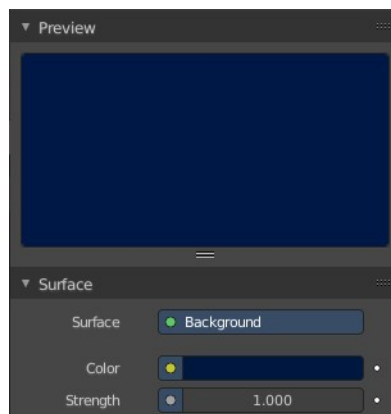 Preview
Surface
Surface Background
Color
Strength 1.000